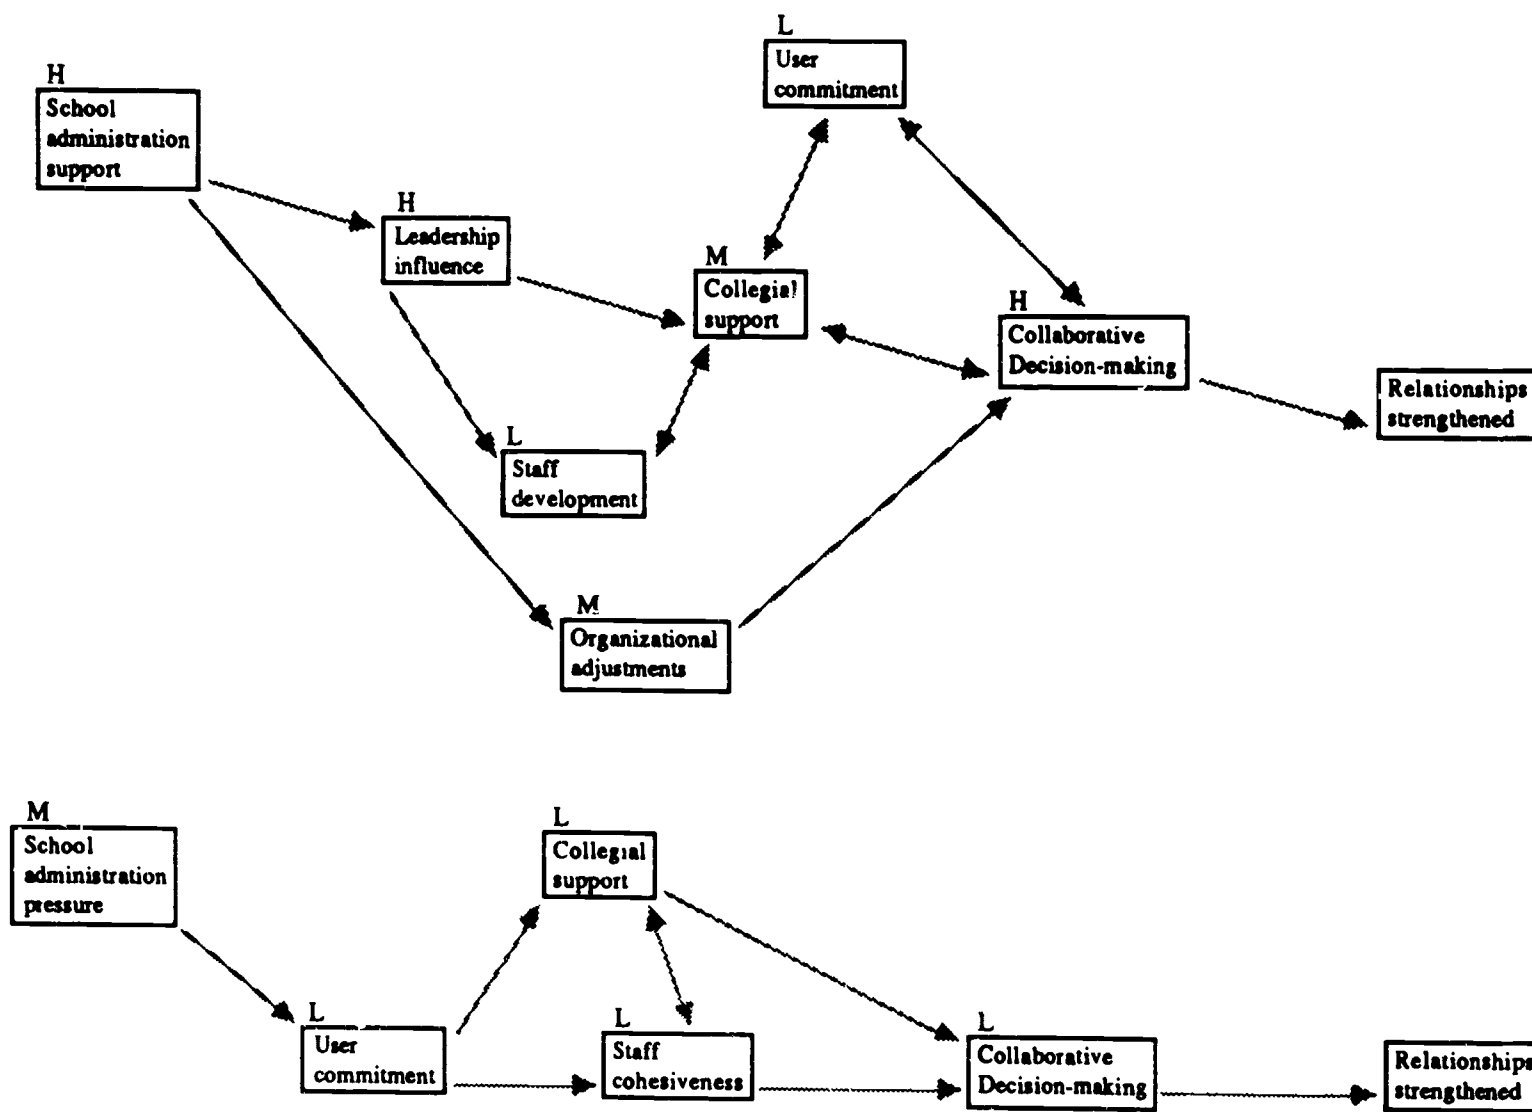 L
User
commitment
H
School
administration
support
H
Leadership
influence
M
Collegial
support
H
Collaborative
Decision-making
Relationships
strengthened
L
Staff
development
M
Organizational
adjustments
M
School
administration
pressure
L
Collegial
support
L
User
commitment
L
Staff
cohesiveness
L
Collaborative
Decision-making
Relationships
strengthened